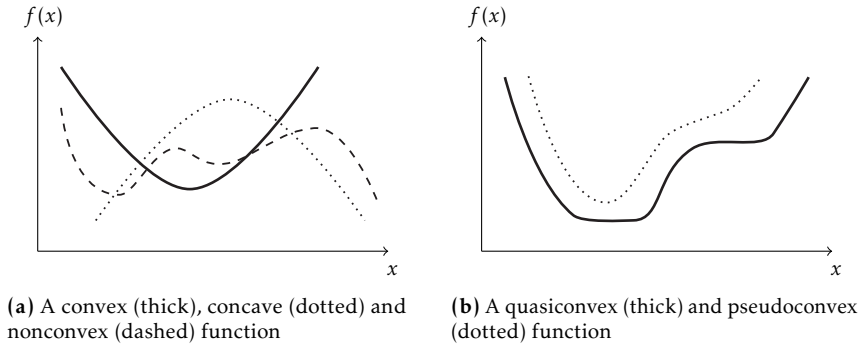 f(x)
x
(a) A convex (thick), concave (dotted) and
nonconvex (dashed) function
f(x)
x
(b) A quasiconvex (thick) and pseudoconvex
(dotted) function